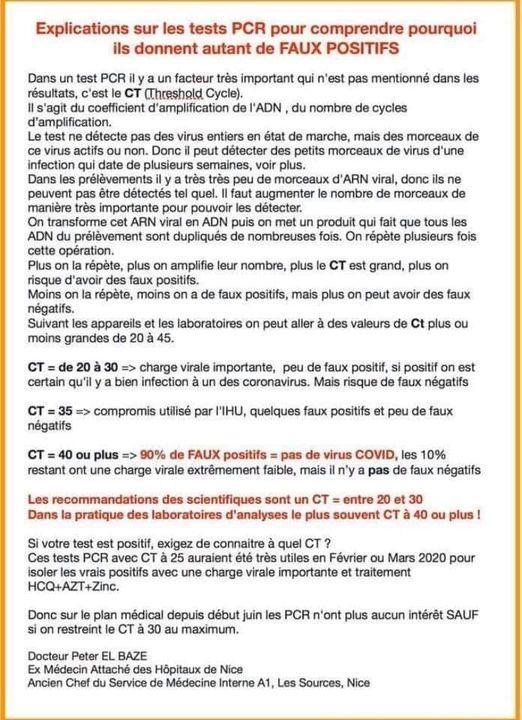 Explications sur les tests PCR pour comprendre pourquoi
ils donnent autant de FAUX POSITIFS
Dans un test PCR il y a un facteur très important qui n'est pas mentionné dans les
résultats, c'est le CT (Threshold Cycle).
Il s'agit du coefficient d'amplification de l'ADN , du nombre de cycles
d'amplification.
Le test ne détecte pas des virus entiers en état de marche, mais des morceaux de
ce virus actifs ou non. Donc il peut détecter des petits morceaux de virus d'une
infection qui date de plusieurs semaines, voir plus.
Dans les prélèvements il y a très très peu de morceaux d'ARN viral, donc ils ne
peuvent pas être détectés tel quel. Il faut augmenter le nombre de morceaux de
manière très importante pour pouvoir les détecter.
On transforme cet ARN viral en ADN puis on met un produit qui fait que tous les
ADN du prélèvement sont dupliqués de nombreuses fois. On répète plusieurs fois
cette opération.
Plus on la répète, plus on amplifie leur nombre, plus le CT est grand, plus on
risque d'avoir des faux positifs.
Moins on la répète, moins on a de faux positifs, mais plus on peut avoir des faux
négatifs.
Suivant les appareils et les laboratoires on peut aller à des valeurs de Ct plus ou
moins grandes de 20 à 45.
CT = de 20 à 30 => charge virale importante, peu de faux positif, si positif on est
certain qu'il y a bien infection à un des coronavirus. Mais risque de faux négatifs
CT = 35 => compromis utilisé par l'IHU, quelques faux positifs et peu de faux
négatifs
CT = 40 ou plus => 90% de FAUX positifs = pas de virus COVID, les 10%
restant ont une charge virale extrêmement faible, mais il n'y a pas de faux négatifs
Les recommandations des scientifiques sont un CT = entre 20 et 30
Dans la pratique des laboratoires d'analyses le plus souvent CT à 40 ou plus !
Si votre test est positif, exigez de connaitre à quel CT ?
Ces tests PCR avec CT à 25 auraient été très utiles en Février ou Mars 2020 pour
isoler les vrais positifs avec une charge virale importante et traitement
HCQ+AZT+Zinc.
Donc sur le plan médical depuis début juin les PCR n'ont plus aucun intérêt SAUF
si on restreint le CT à 30 au maximum.
Docteur Peter EL BAZE
Ex Médecin Attaché des Hôpitaux de Nice
Ancien Chef du Service de Médecine Interne A1, Les Sources, Nice